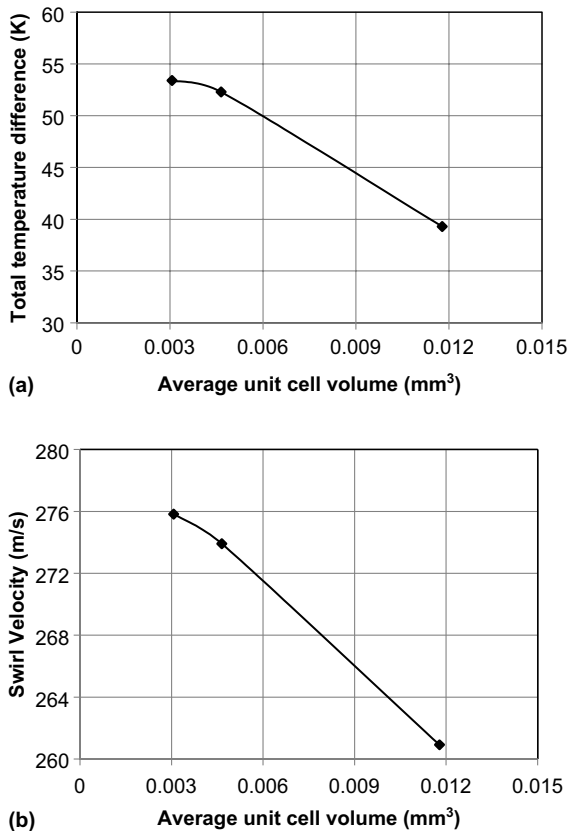 60
55
50
45
40
35
30
Total temperature difference (K)
0 0.003 0.006 0.009 0.012 0.015
(a) Average unit cell volume (mm³)
280
276
272
268
264
260
Swirl Velocity (m/s)
0 0.003 0.006 0.009 0.012 0.015
(b) Average unit cell volume (mm³)